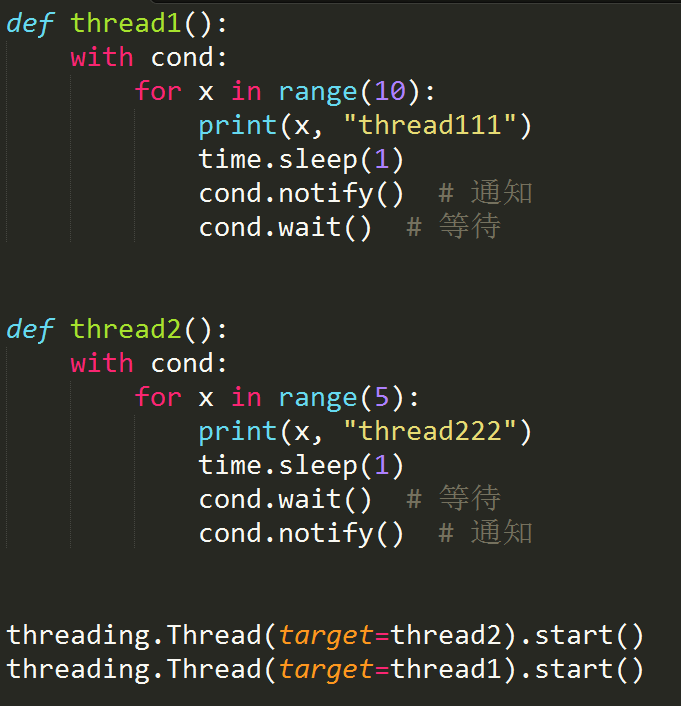 def thread1():
    with cond:
        for x in range(10):
            print(x, "thread111")
            time.sleep(1)
            cond.notify()  # 通知
            cond.wait()  # 等待
def thread2():
    with cond:
        for x in range(5):
            print(x, "thread222")
            time.sleep(1)
            cond.wait()  # 等待
            cond.notify()  # 通知
threading.Thread(target=thread2).start()
threading.Thread(target=thread1).start()